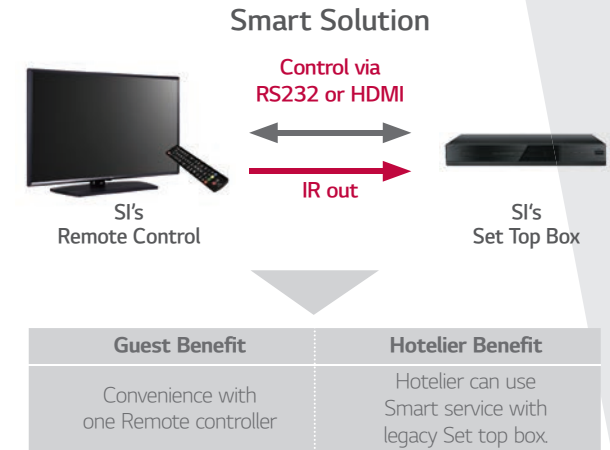 Smart Solution
Control via
RS232 or HDMI
IR out
SI's
Remote Control
SI's
Set Top Box
Guest Benefit
Hotelier Benefit
Convenience with
one Remote controller
Hotelier can use
Smart service with
legacy Set top box.